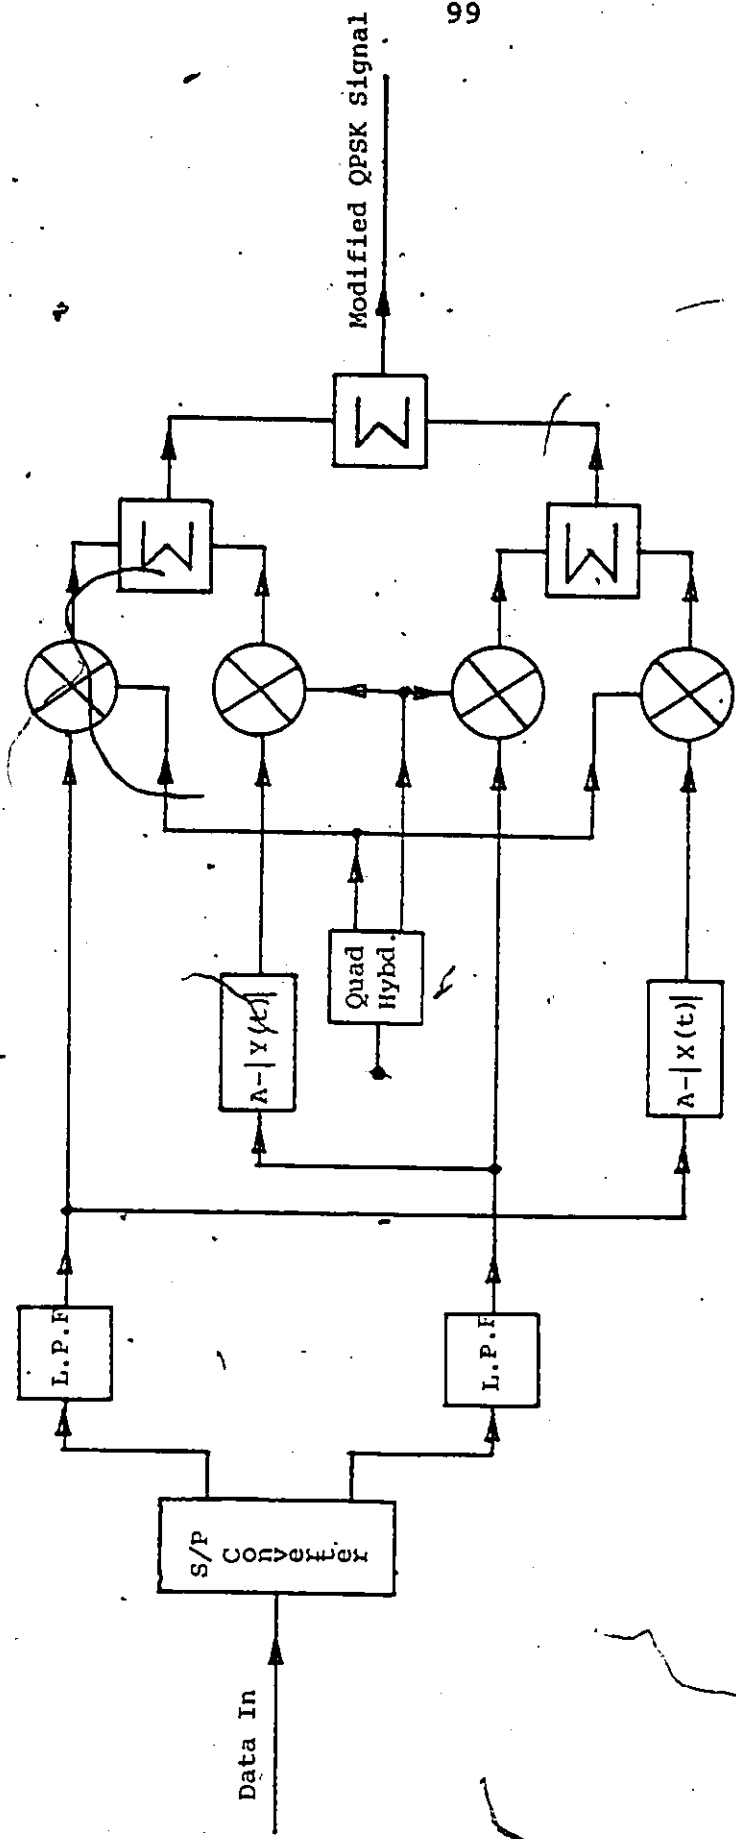 99
Data In
S/P
Converter
L.P.F
L.P.F
A-|Y(t)|
A-|X(t)|
Quad
Hybd.
Σ
Σ
Σ
Modified QPSK Signal